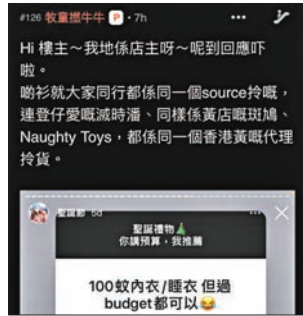 #126 牧童㨘牛牛 P · 7h
Hi 樓主～我地係店主呀～呢到回應吓
啦。
啲衫就大家同行都係同一個source拎嘅，
連登仔愛嘅滅時潘、同樣係黃店嘅斑鳩、
Naughty Toys，都係同一個香港黃嘅代理
拎貨。
聖誕節 5d
聖誕禮物🎄
你講預算，我推薦
100蚊內衣/睡衣 但過
budget都可以😂